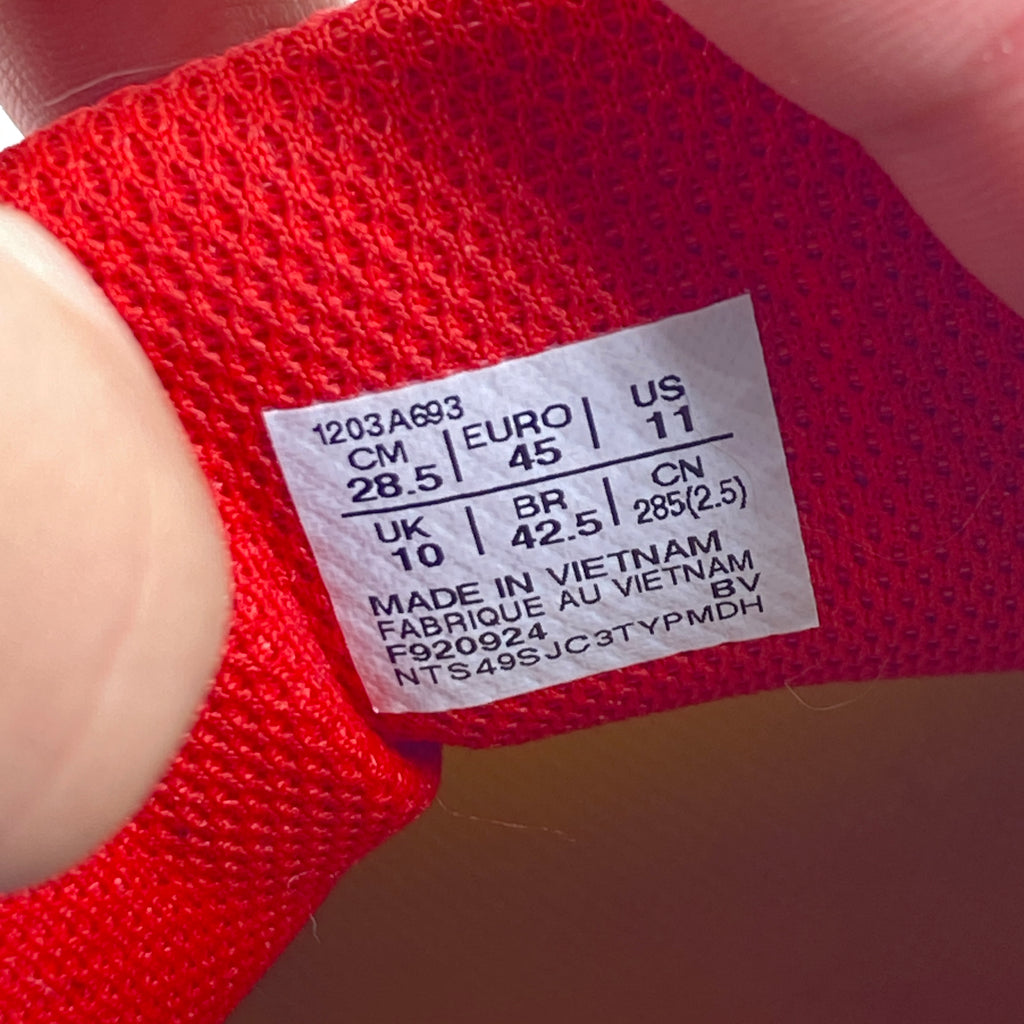 1203A693
CM | EURO | US
28.5 45 11
UK | BR | CN
10 42.5 285(2.5)
MADE IN VIETNAM
FABRIQUE AU VIETNAM
F920924 BV
NTS49SJC3TYPMDH